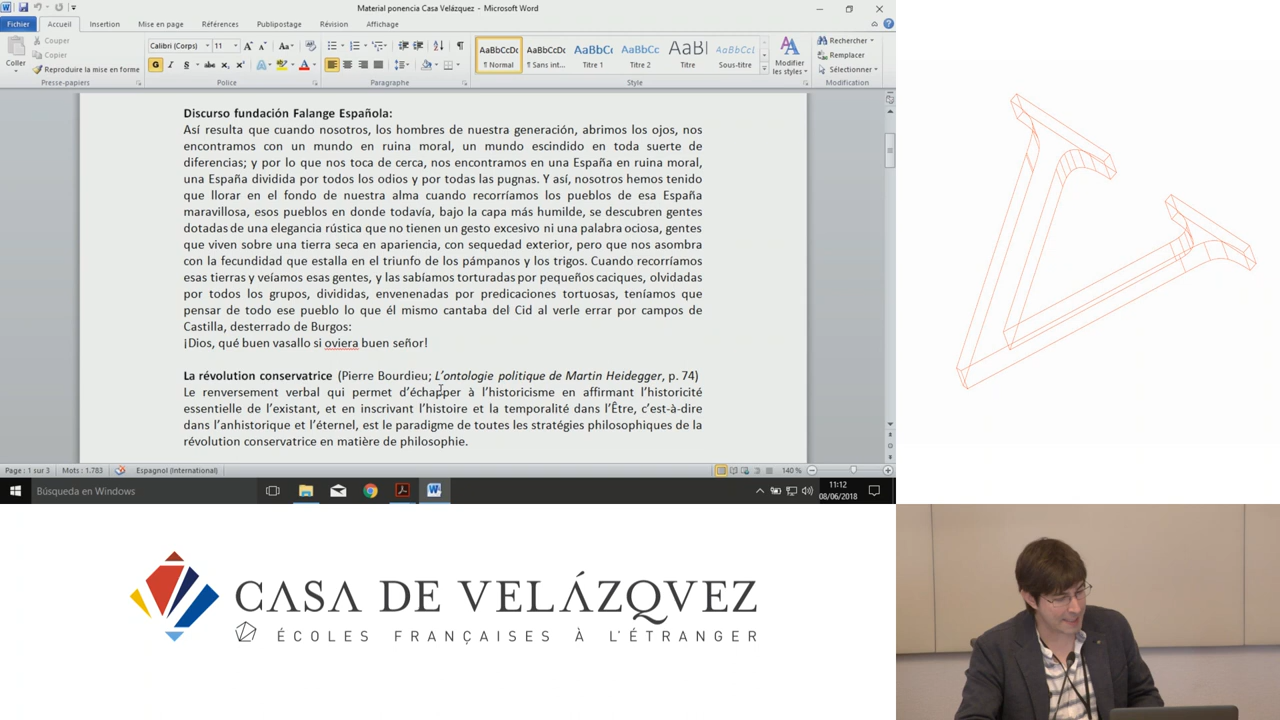 Material ponencia Casa Velázquez - Microsoft Word
Fichier Accueil Insertion Mise en page Références Publipostage Révision Affichage
Couper
Copier
Reproduire la mise en forme
Coller
Presse-papiers
Calibri (Corps) 11
Police
Paragraphe
AaBbCcDc AaBbCcDc AaBbC AaBbCc AaB AaBbCcL
¶ Normal ¶ Sans int... Titre 1 Titre 2 Titre Sous-titre
Style
Modifier les styles
Rechercher
Remplacer
Sélectionner
Modification
Discurso fundación Falange Española:
Así resulta que cuando nosotros, los hombres de nuestra generación, abrimos los ojos, nos
encontramos con un mundo en ruina moral, un mundo escindido en toda suerte de
diferencias; y por lo que nos toca de cerca, nos encontramos en una España en ruina moral,
una España dividida por todos los odios y por todas las pugnas. Y así, nosotros hemos tenido
que llorar en el fondo de nuestra alma cuando recorríamos los pueblos de esa España
maravillosa, esos pueblos en donde todavía, bajo la capa más humilde, se descubren gentes
dotadas de una elegancia rústica que no tienen un gesto excesivo ni una palabra ociosa, gentes
que viven sobre una tierra seca en apariencia, con sequedad exterior, pero que nos asombra
con la fecundidad que estalla en el triunfo de los pámpanos y los trigos. Cuando recorríamos
esas tierras y veíamos esas gentes, y las sabíamos torturadas por pequeños caciques, olvidadas
por todos los grupos, divididas, envenenadas por predicaciones tortuosas, teníamos que
pensar de todo ese pueblo lo que él mismo cantaba del Cid al verle errar por campos de
Castilla, desterrado de Burgos:
¡Dios, qué buen vasallo si oviera buen señor!
La révolution conservatrice (Pierre Bourdieu; L'ontologie politique de Martin Heidegger, p. 74)
Le renversement verbal qui permet d'échapper à l'historicisme en affirmant l'historicité
essentielle de l'existant, et en inscrivant l'histoire et la temporalité dans l'Être, c'est-à-dire
dans l'anhistorique et l'éternel, est le paradigme de toutes les stratégies philosophiques de la
révolution conservatrice en matière de philosophie.
Page : 1 sur 3 Mots : 1.783 Espagnol (International) 140 %
Búsqueda en Windows
11:12
08/06/2018
CASA DE VELÁZQVEZ
ÉCOLES FRANÇAISES À L'ÉTRANGER